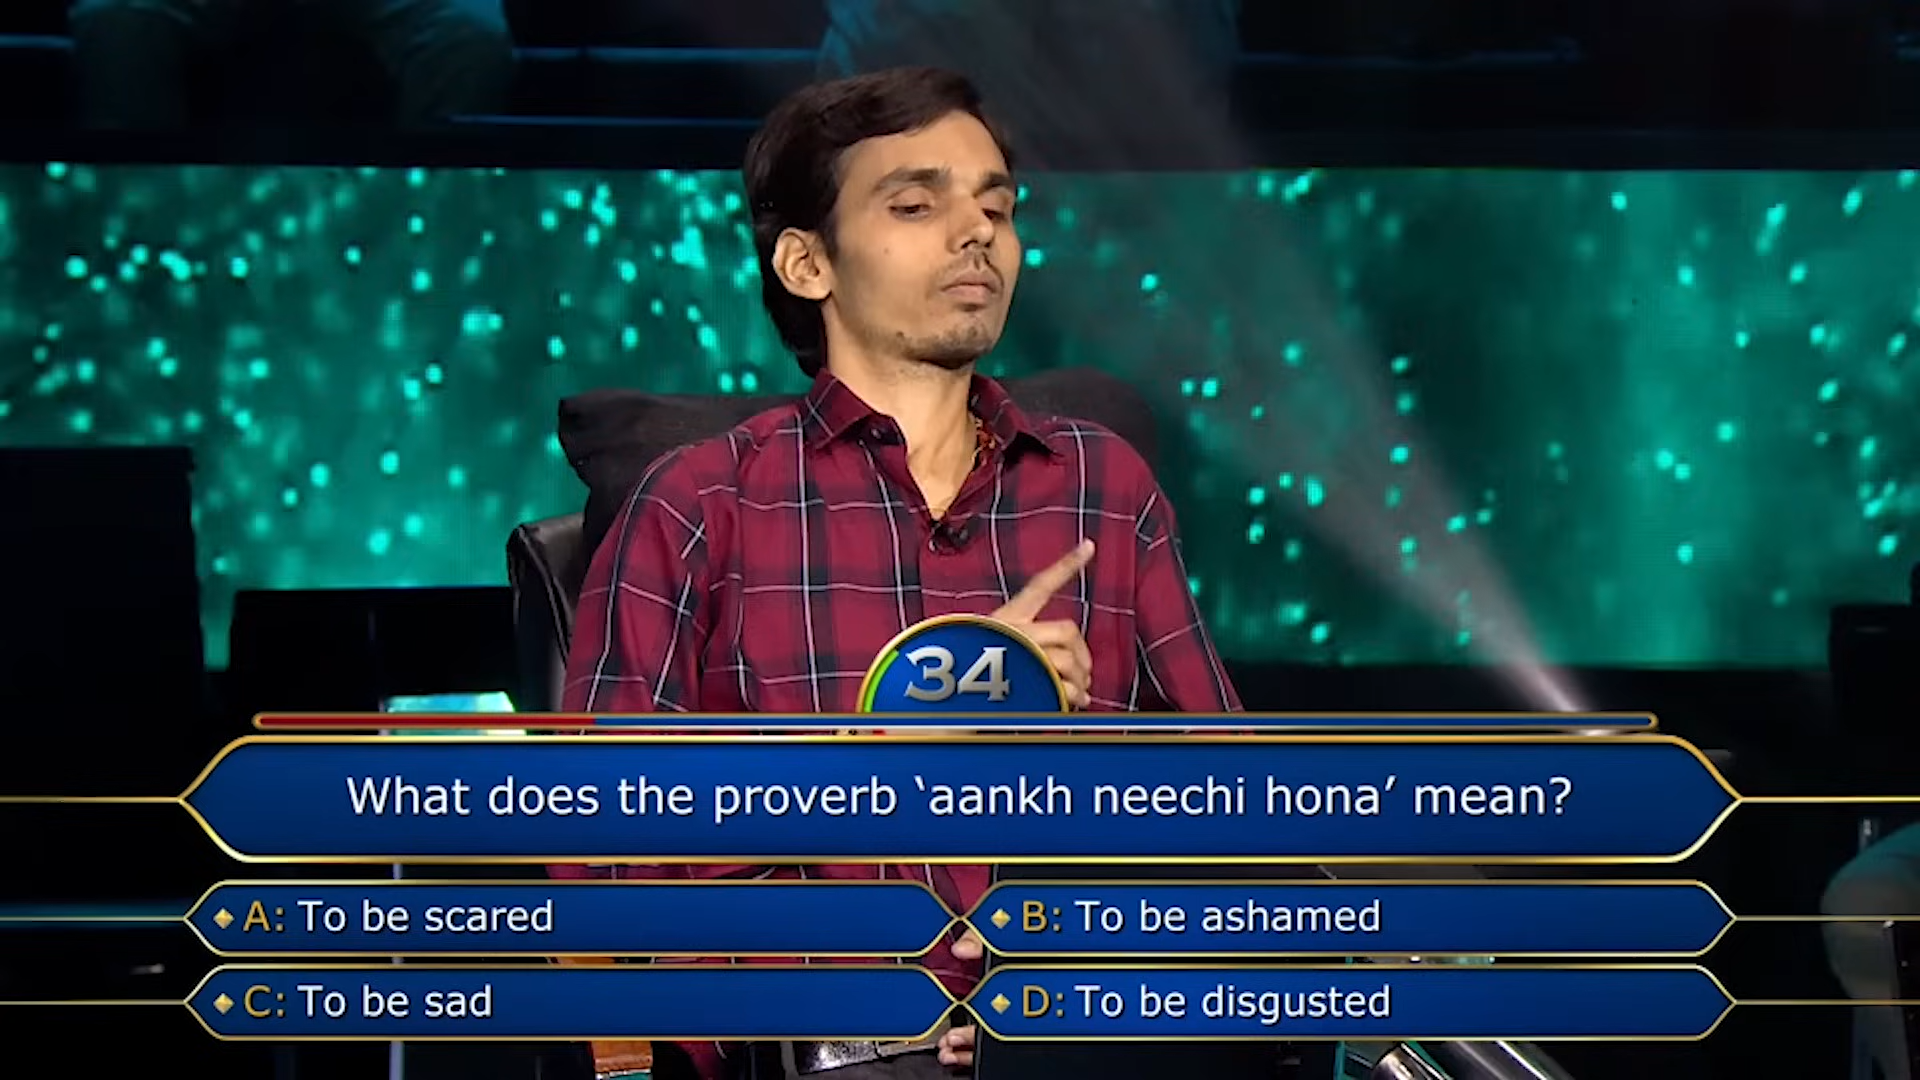 34
What does the proverb ‘aankh neechi hona’ mean?
A: To be scared
B: To be ashamed
C: To be sad
D: To be disgusted